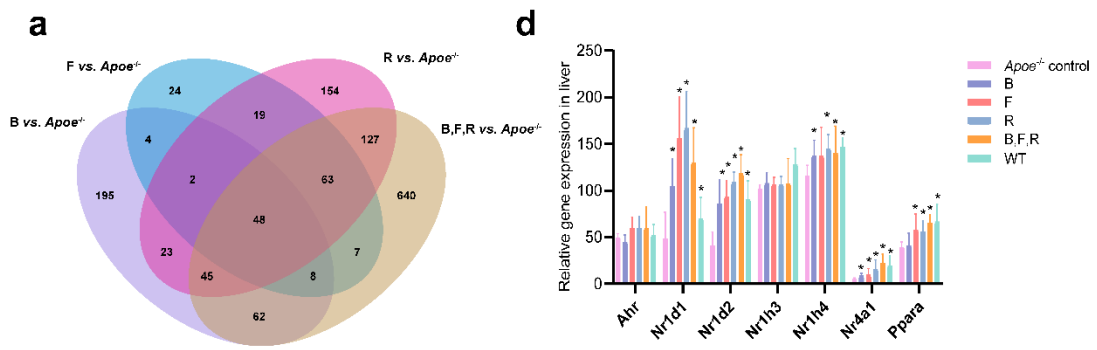 a
F vs. Apoe-/-
R vs. Apoe-/-
B vs. Apoe-/-
B,F,R vs. Apoe-/-
24
154
19
4
127
2
63
195
640
48
23
7
45
8
62
d
Relative gene expression in liver
250
200
150
100
50
0
Ahr
Nr1d1
Nr1d2
Nr1h3
Nr1h4
Nr4a1
Ppara
* * * * *
* * * * *
* * * *
* * * * *
* * * *
Apoe-/- control
B
F
R
B,F,R
WT